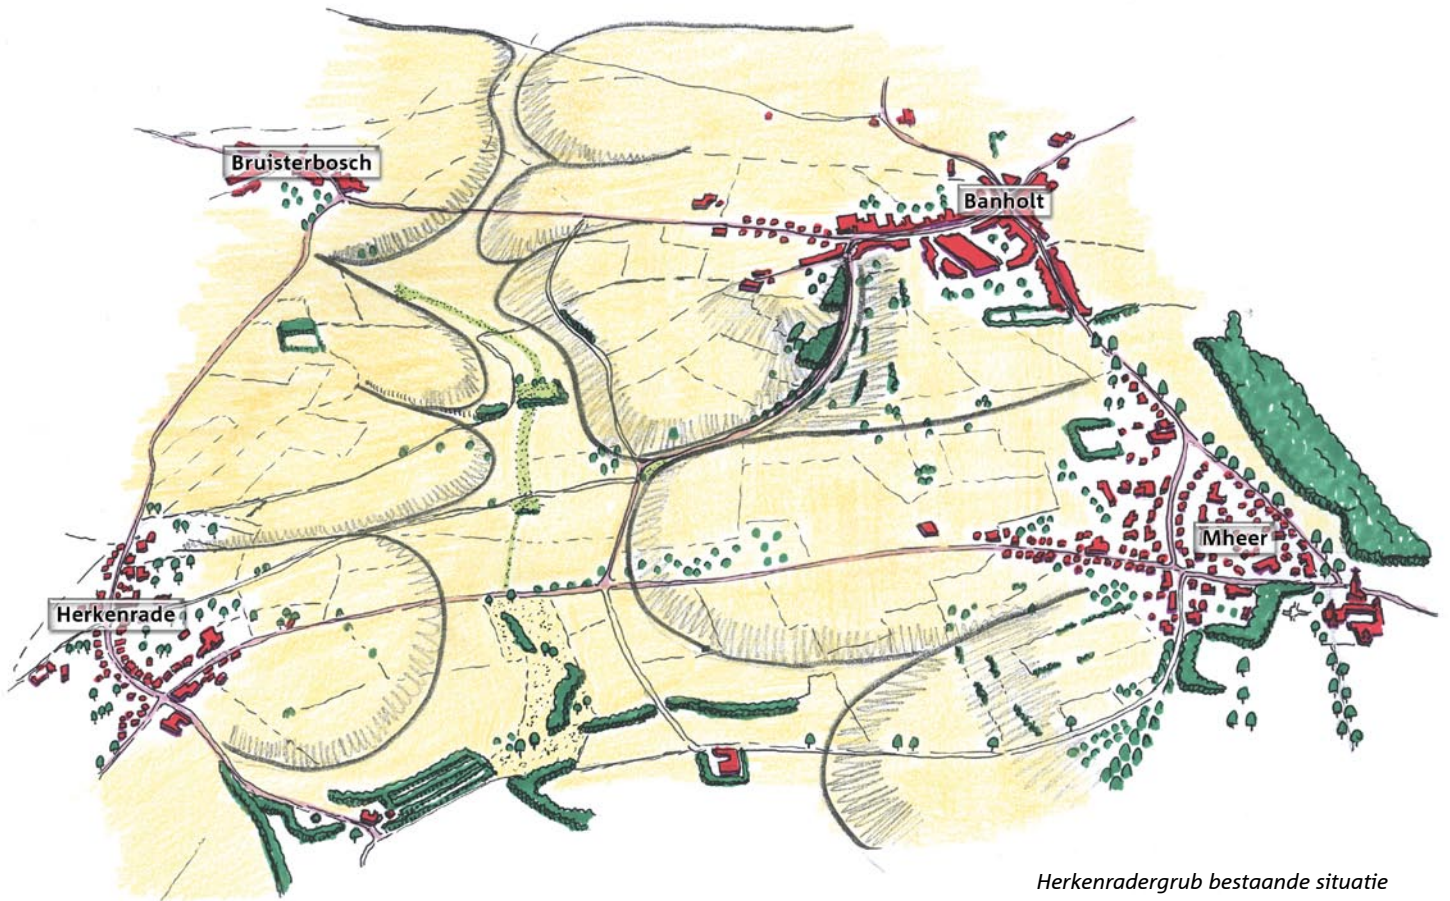 Bruisterbosch
Banholt
Mheer
Herkenrade
Herkenradergrub bestaande situatie